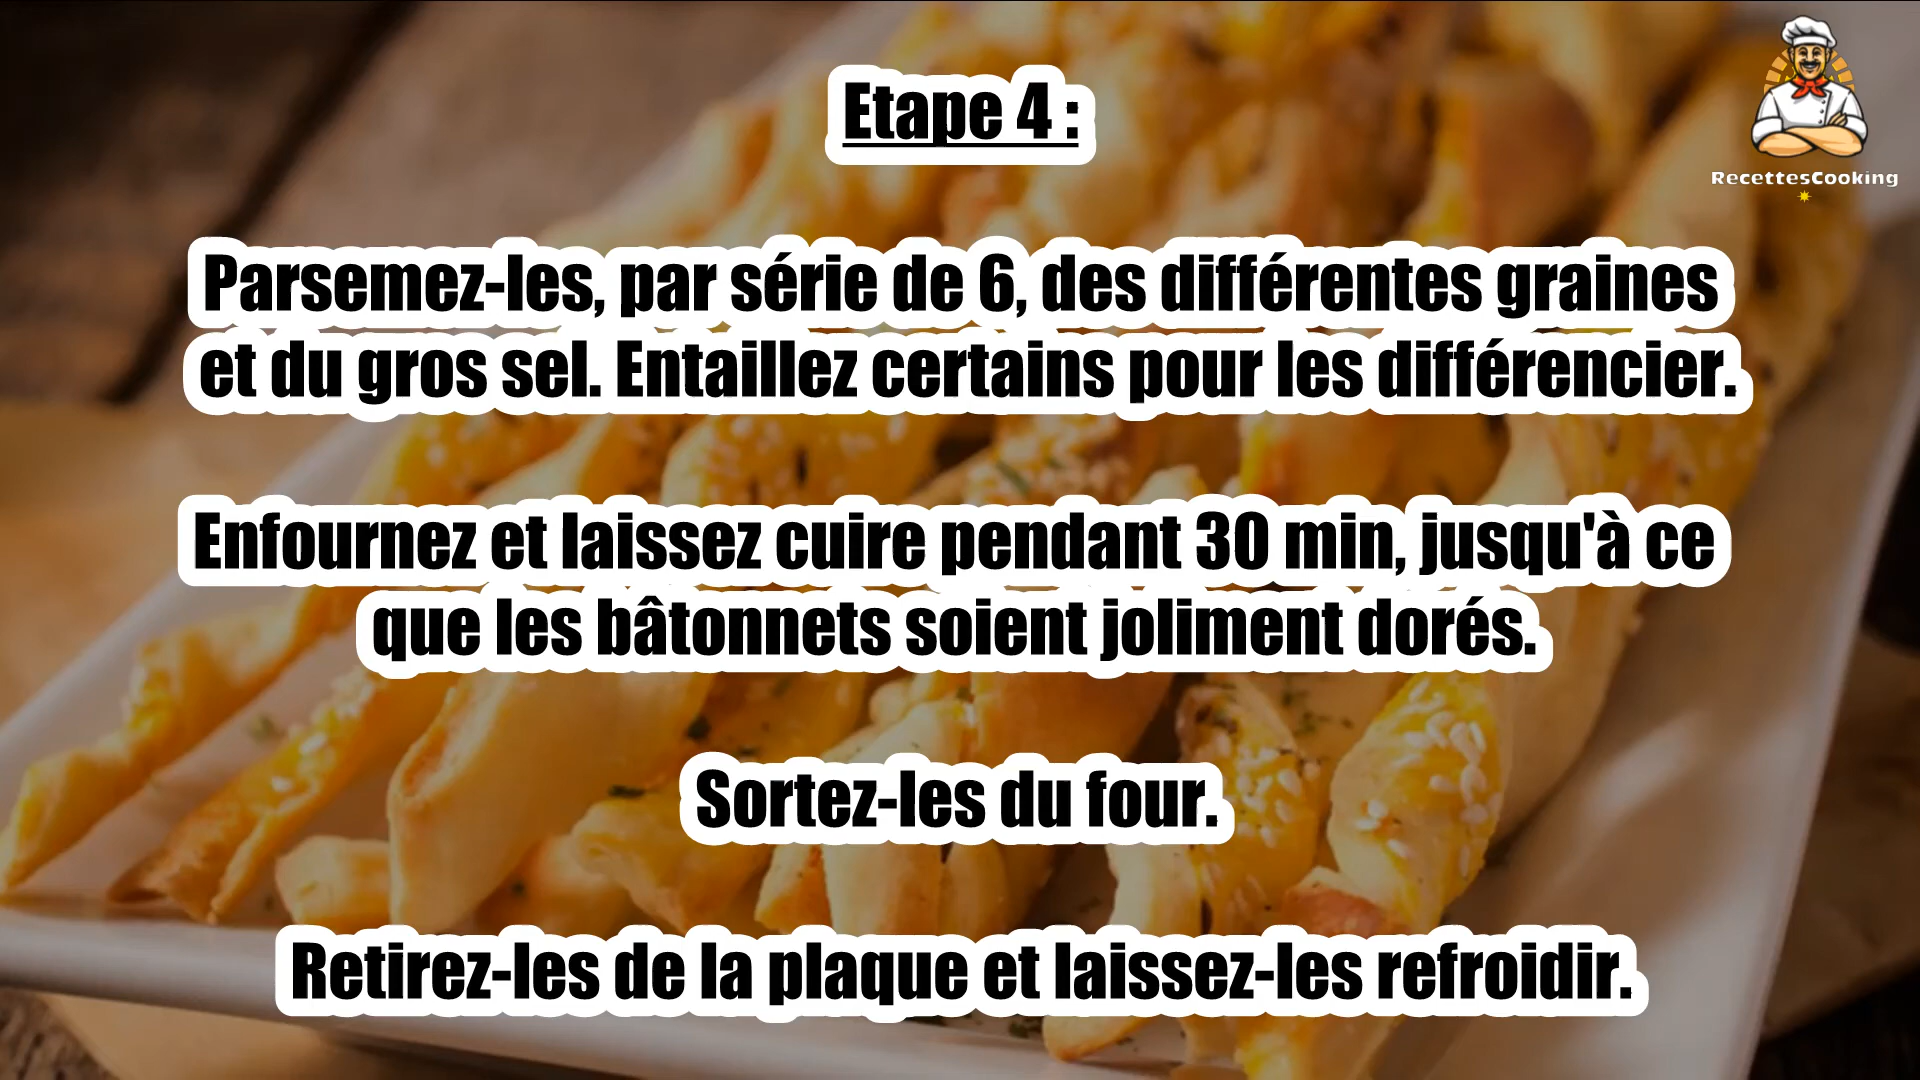 Etape 4 :
RecettesCooking
Parsemez-les, par série de 6, des différentes graines
et du gros sel. Entaillez certains pour les différencier.
Enfournez et laissez cuire pendant 30 min, jusqu'à ce
que les bâtonnets soient joliment dorés.
Sortez-les du four.
Retirez-les de la plaque et laissez-les refroidir.